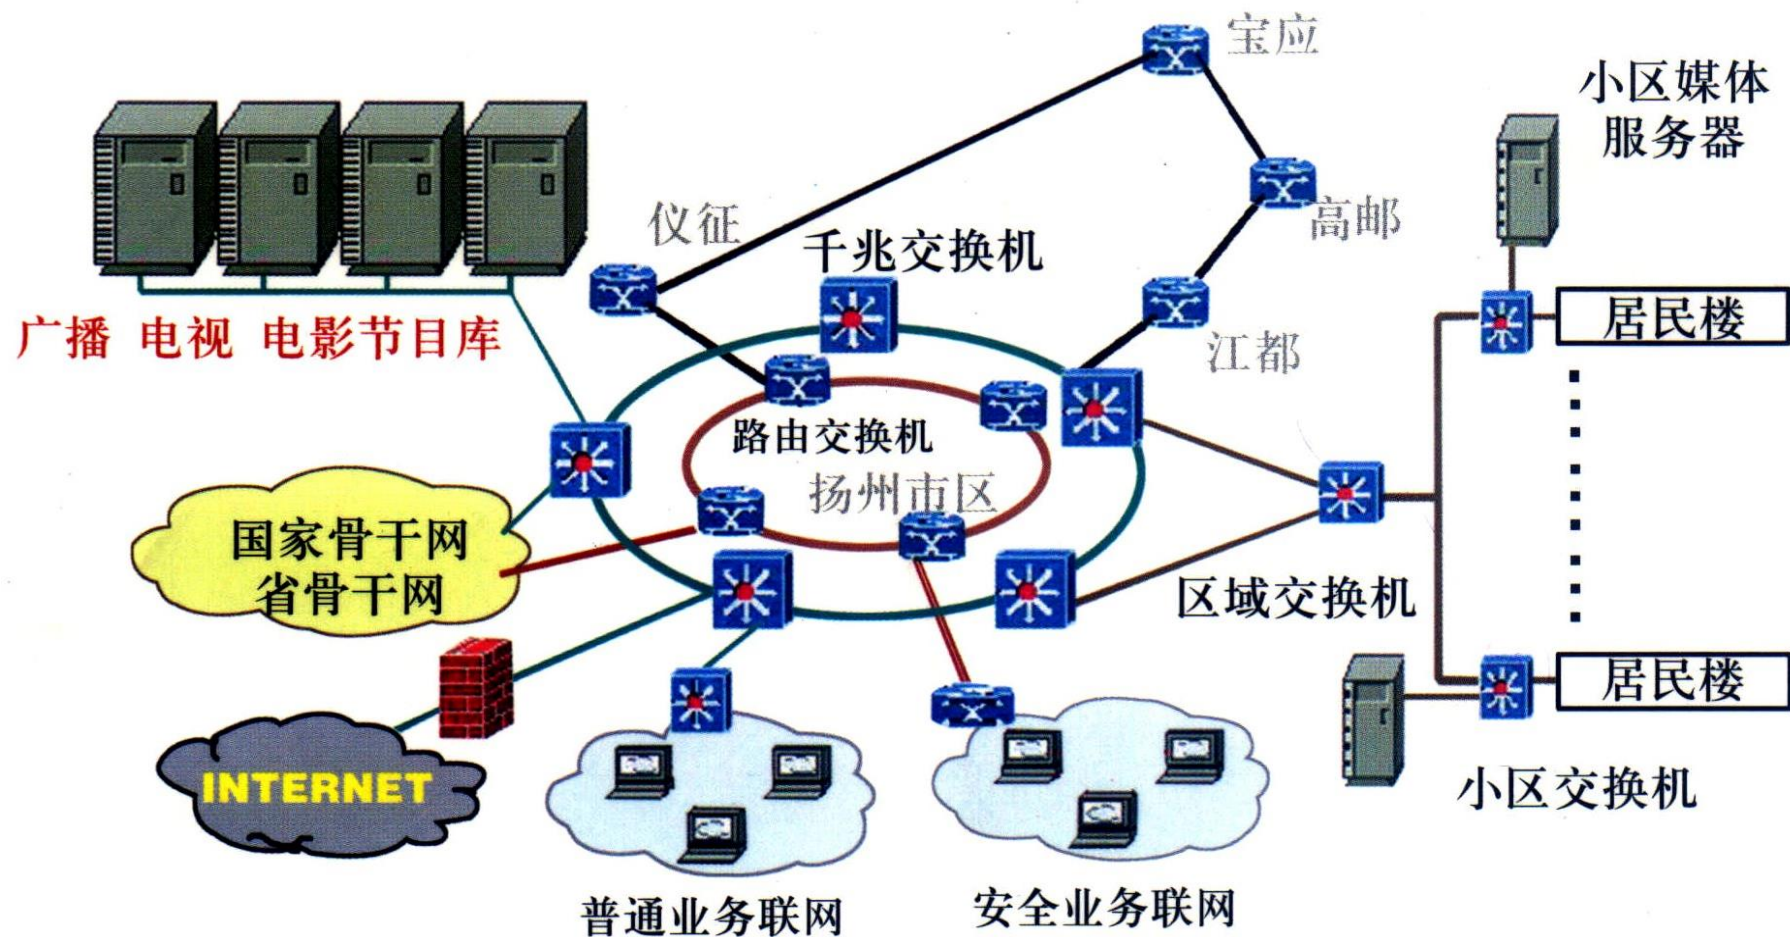 宝应
小区媒体
服务器
仪征
高邮
千兆交换机
广播 电视 电影节目库
江都
居民楼
路由交换机
扬州市区
国家骨干网
省骨干网
区域交换机
居民楼
INTERNET
小区交换机
普通业务联网
安全业务联网